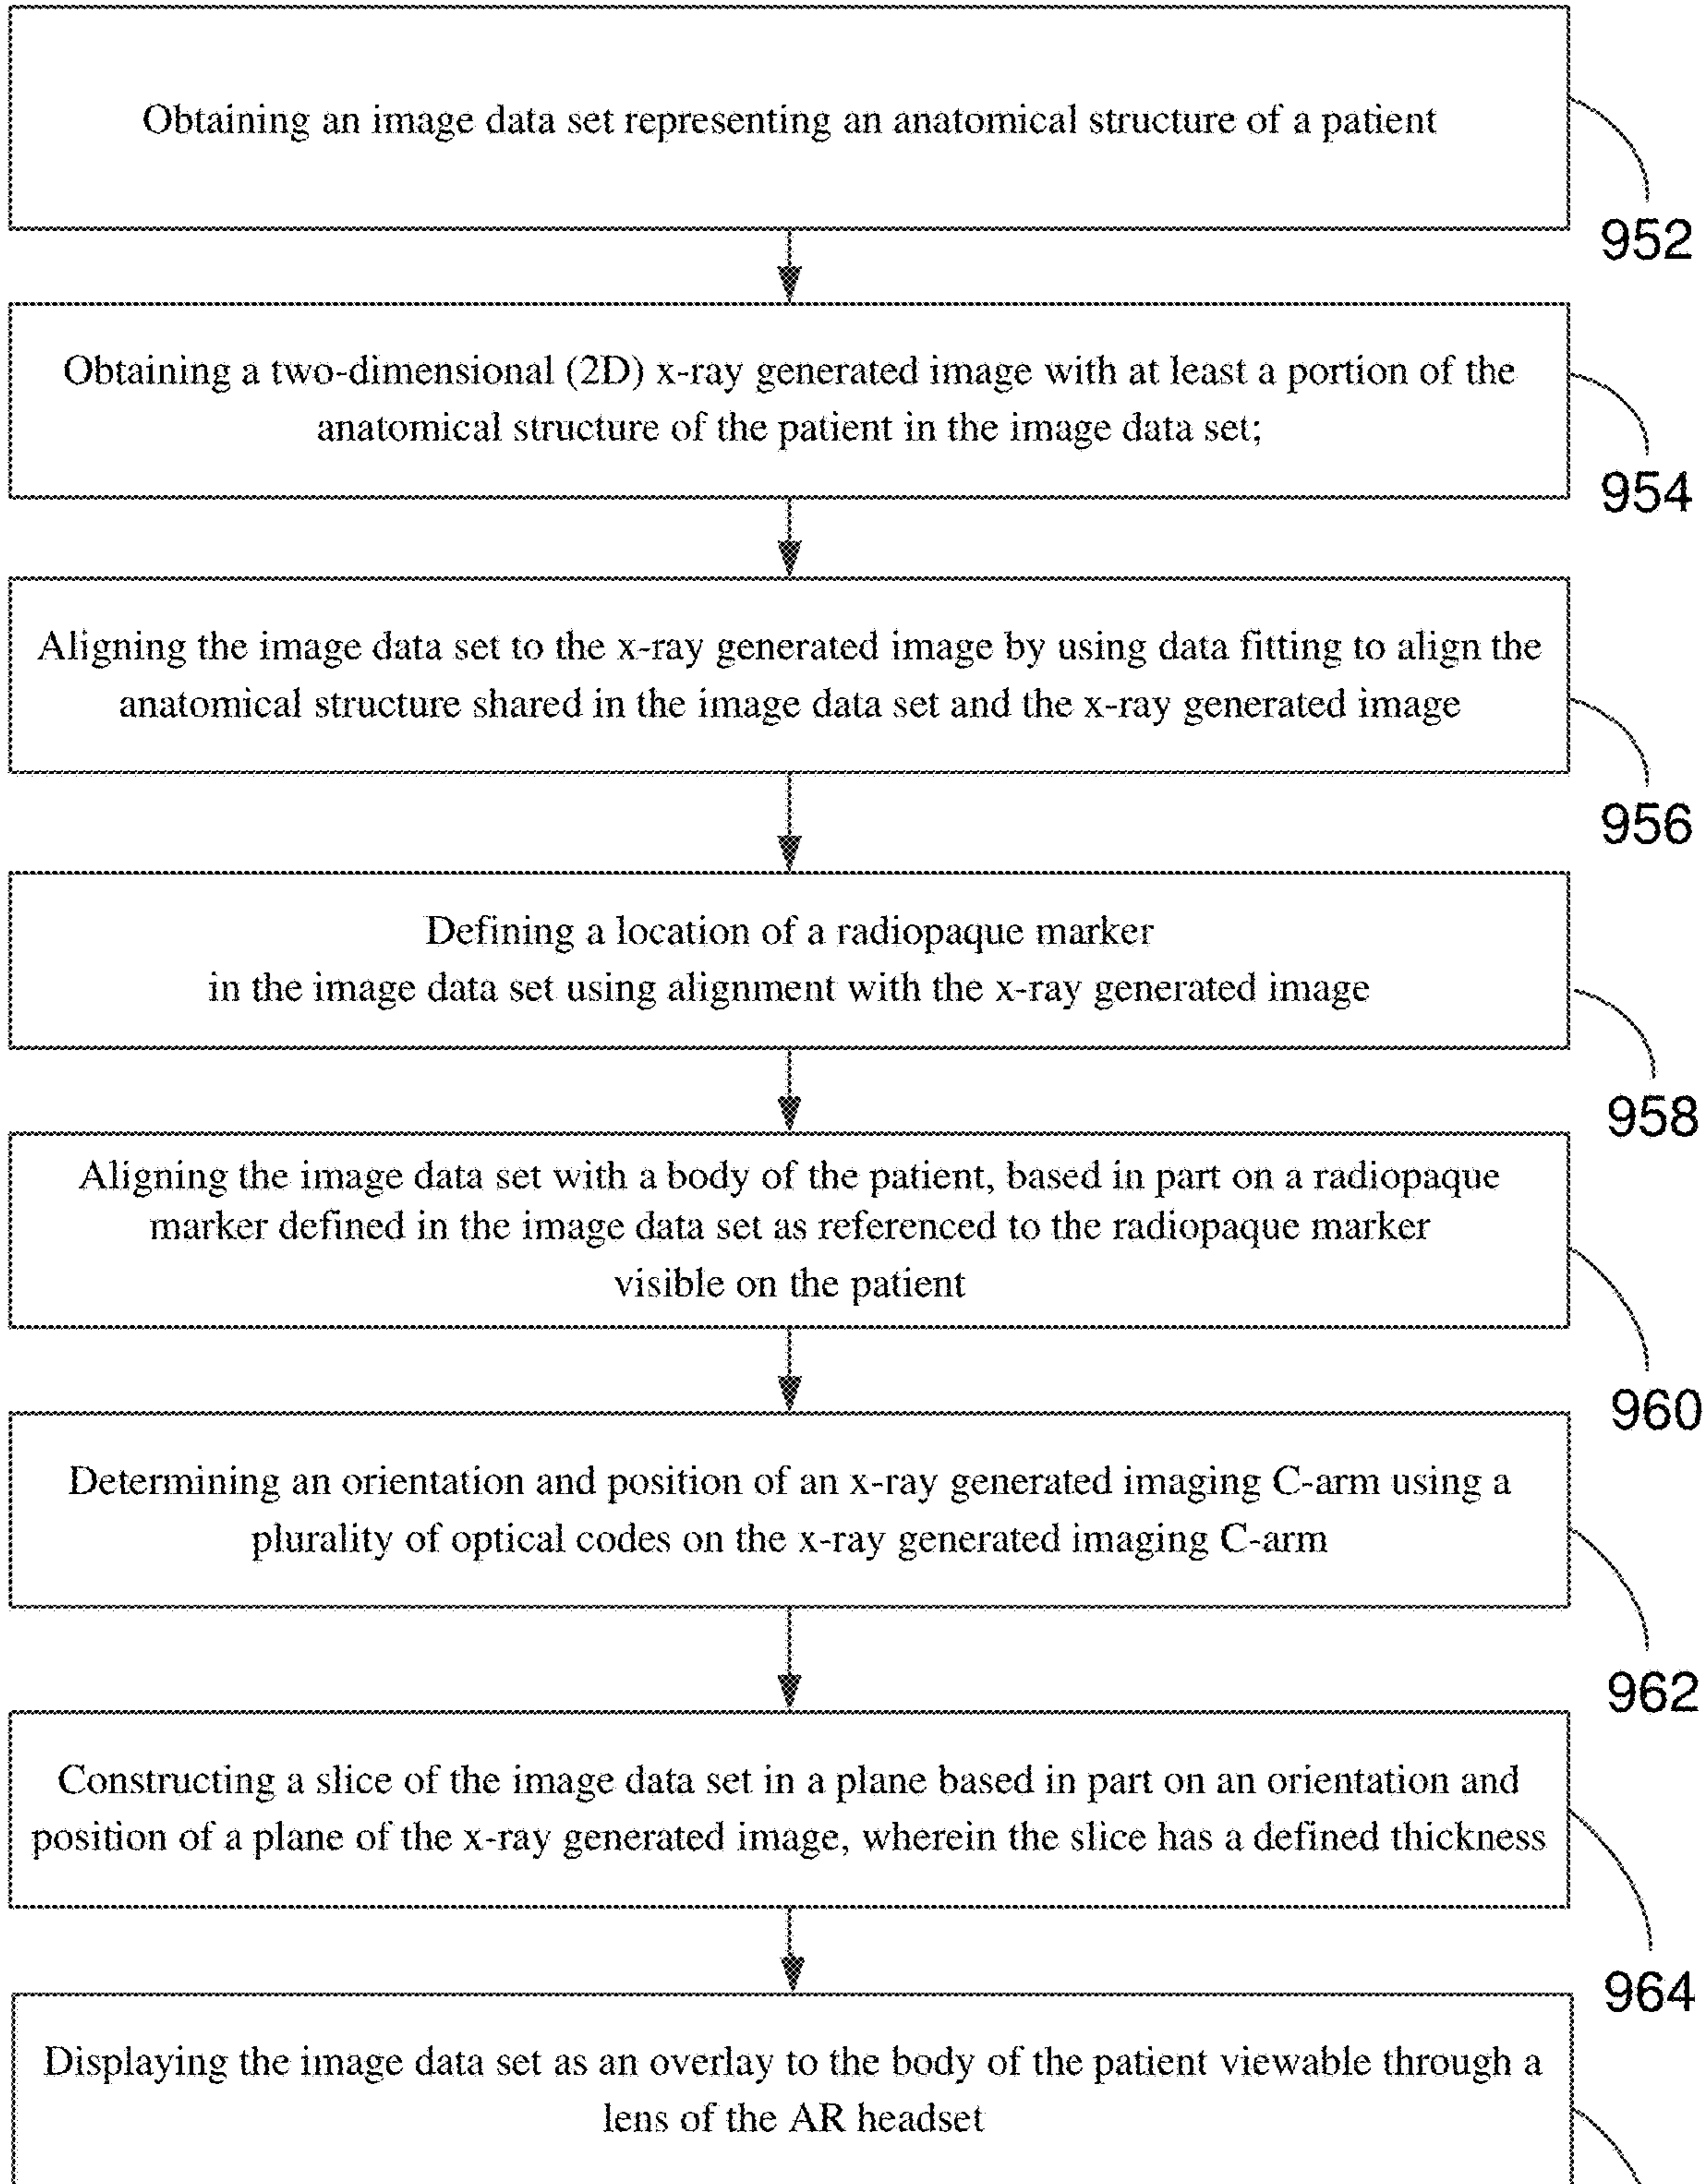 Obtaining an image data set representing an anatomical structure of a patient
952
Obtaining a two-dimensional (2D) x-ray generated image with at least a portion of the
anatomical structure of the patient in the image data set;
954
Aligning the image data set to the x-ray generated image by using data fitting to align the
anatomical structure shared in the image data set and the x-ray generated image
956
Defining a location of a radiopaque marker
in the image data set using alignment with the x-ray generated image
958
Aligning the image data set with a body of the patient, based in part on a radiopaque
marker defined in the image data set as referenced to the radiopaque marker
visible on the patient
960
Determining an orientation and position of an x-ray generated imaging C-arm using a
plurality of optical codes on the x-ray generated imaging C-arm
962
Constructing a slice of the image data set in a plane based in part on an orientation and
position of a plane of the x-ray generated image, wherein the slice has a defined thickness
964
Displaying the image data set as an overlay to the body of the patient viewable through a
lens of the AR headset